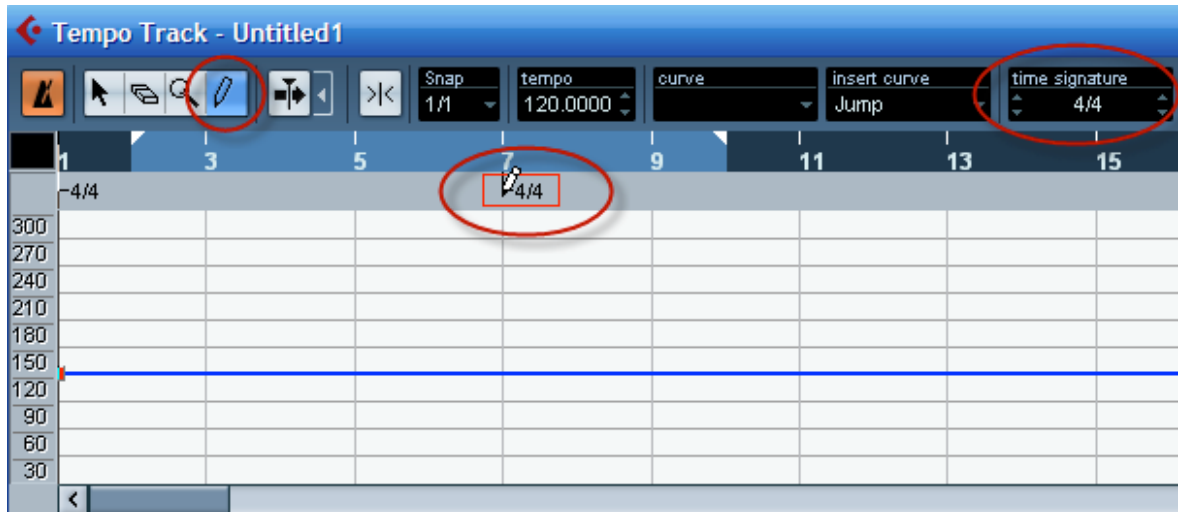 Tempo Track - Untitled1
Snap tempo curve insert curve time signature
1/1 120.0000 Jump 4/4
1 3 5 7 9 11 13 15
4/4 4/4
300
270
240
210
180
150
120
90
60
30